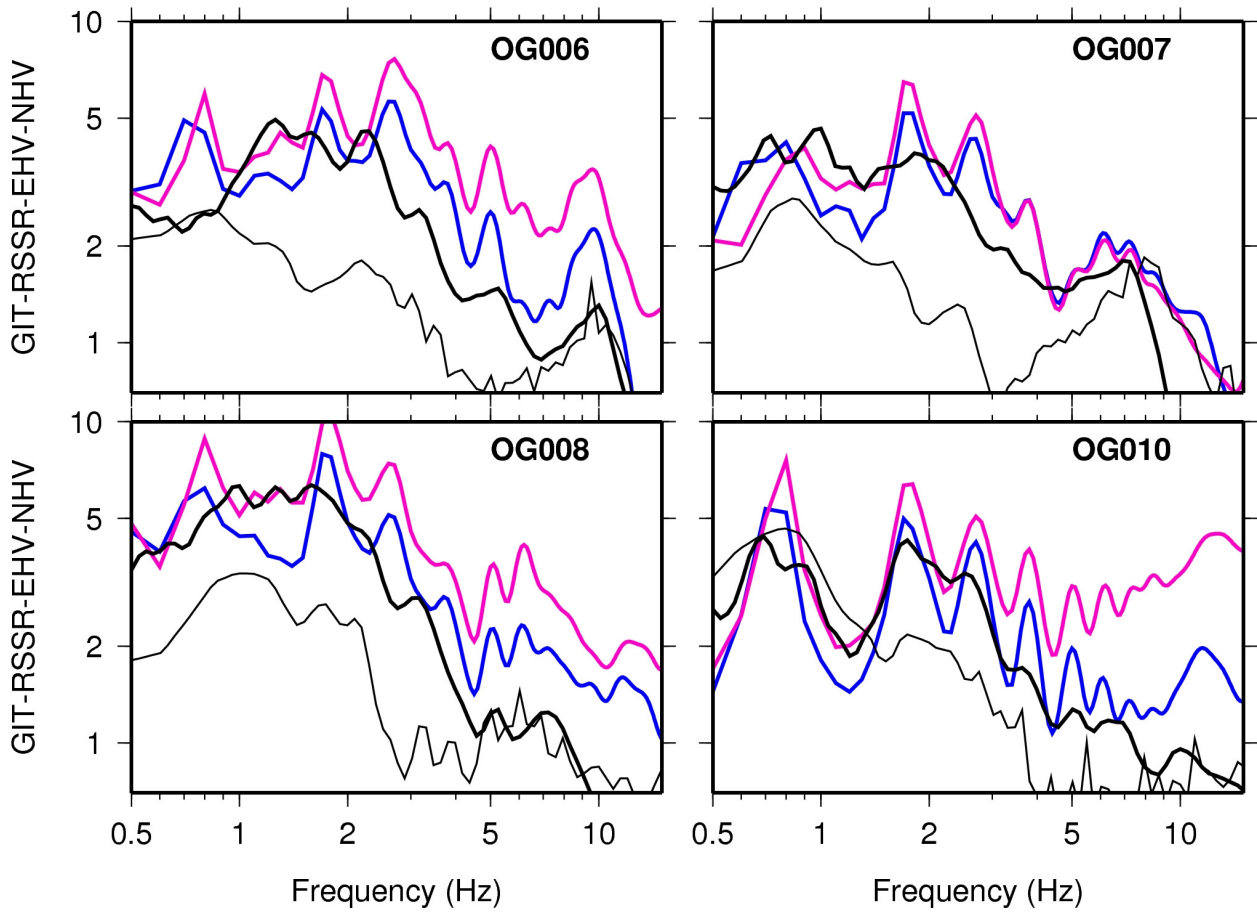 10
5
2
1
GIT-RSSR-EHV-NHV
OG006
OG007
10
5
2
1
GIT-RSSR-EHV-NHV
OG008
OG010
0.5 1 2 5 10
0.5 1 2 5 10
Frequency (Hz)
Frequency (Hz)